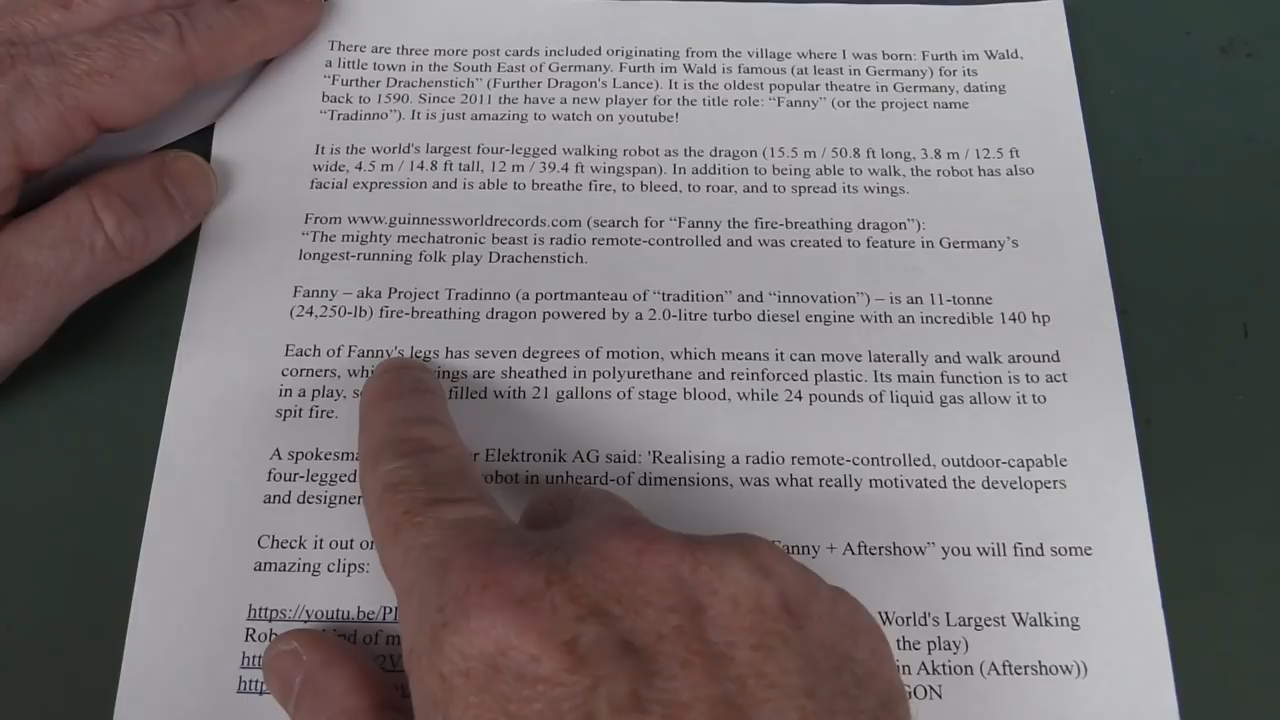 There are three more post cards included originating from the village where I was born: Furth im Wald,
a little town in the South East of Germany. Furth im Wald is famous (at least in Germany) for its
“Further Drachenstich” (Further Dragon's Lance). It is the oldest popular theatre in Germany, dating
back to 1590. Since 2011 the have a new player for the title role: “Fanny” (or the project name
“Tradinno”). It is just amazing to watch on youtube!
It is the world's largest four-legged walking robot as the dragon (15.5 m / 50.8 ft long, 3.8 m / 12.5 ft
wide, 4.5 m / 14.8 ft tall, 12 m / 39.4 ft wingspan). In addition to being able to walk, the robot has also
facial expression and is able to breathe fire, to bleed, to roar, and to spread its wings.
From www.guinnessworldrecords.com (search for “Fanny the fire-breathing dragon”):
“The mighty mechatronic beast is radio remote-controlled and was created to feature in Germany’s
longest-running folk play Drachenstich.
Fanny – aka Project Tradinno (a portmanteau of “tradition” and “innovation”) – is an 11-tonne
(24,250-lb) fire-breathing dragon powered by a 2.0-litre turbo diesel engine with an incredible 140 hp
Each of Fanny's legs has seven degrees of motion, which means it can move laterally and walk around
corners, are sheathed in polyurethane and reinforced plastic. Its main function is to act
in a play, filled with 21 gallons of stage blood, while 24 pounds of liquid gas allow it to
spit fire.
A Elektronik AG said: 'Realising a radio remote-controlled, outdoor-capable
four-legged in unheard-of dimensions, was what really motivated the developers
and
Check it out Fanny + Aftershow” you will find some
amazing clips:
https://youtu.be/ World's Largest Walking
of the play)
in Aktion (Aftershow))